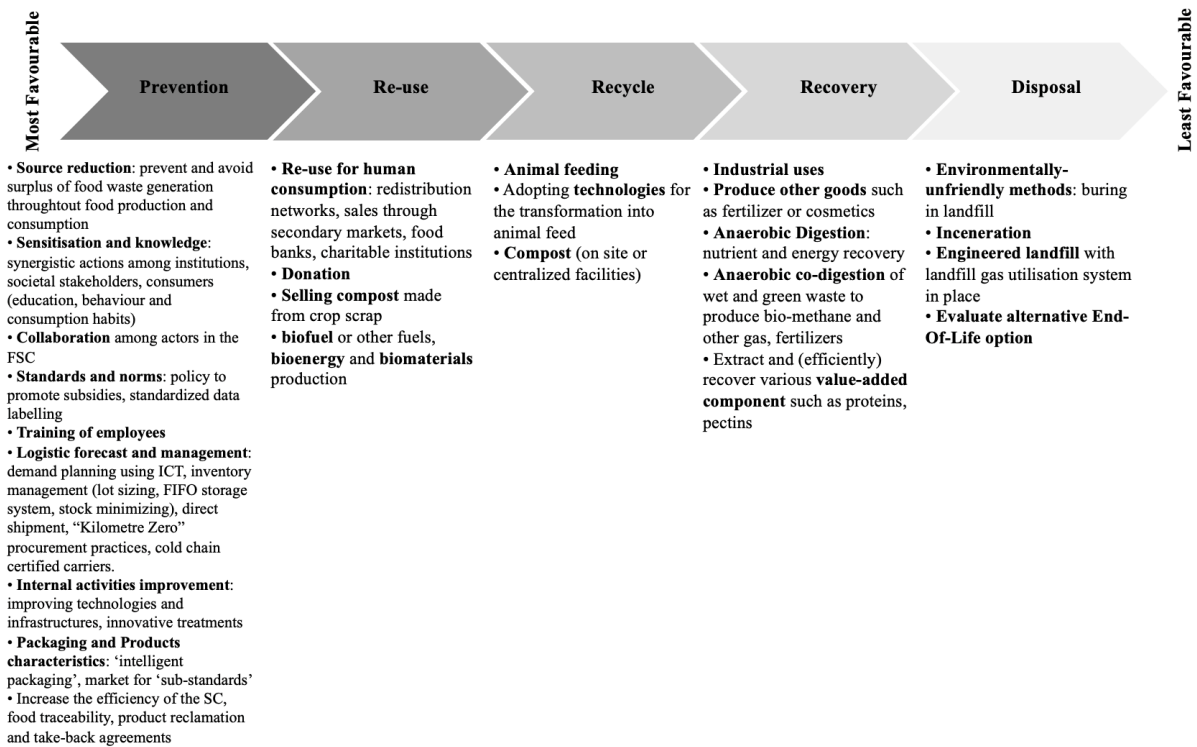 Most Favourable
Prevention
Re-use
Recycle
Recovery
Disposal
Least Favourable
• Source reduction: prevent and avoid
surplus of food waste generation
throughtout food production and
consumption
• Sensitisation and knowledge:
synergistic actions among institutions,
societal stakeholders, consumers
(education, behaviour and
consumption habits)
• Collaboration among actors in the
FSC
• Standards and norms: policy to
promote subsidies, standardized data
labelling
• Training of employees
• Logistic forecast and management:
demand planning using ICT, inventory
management (lot sizing, FIFO storage
system, stock minimizing), direct
shipment, “Kilometre Zero”
procurement practices, cold chain
certified carriers.
• Internal activities improvement:
improving technologies and
infrastructures, innovative treatments
• Packaging and Products
characteristics: ‘intelligent
packaging’, market for ‘sub-standards’
• Increase the efficiency of the SC,
food traceability, product reclamation
and take-back agreements
• Re-use for human
consumption: redistribution
networks, sales through
secondary markets, food
banks, charitable institutions
• Donation
• Selling compost made
from crop scrap
• biofuel or other fuels,
bioenergy and biomaterials
production
• Animal feeding
• Adopting technologies for
the transformation into
animal feed
• Compost (on site or
centralized facilities)
• Industrial uses
• Produce other goods such
as fertilizer or cosmetics
• Anaerobic Digestion:
nutrient and energy recovery
• Anaerobic co-digestion of
wet and green waste to
produce bio-methane and
other gas, fertilizers
• Extract and (efficiently)
recover various value-added
component such as proteins,
pectins
• Environmentally-
unfriendly methods: buring
in landfill
• Inceneration
• Engineered landfill with
landfill gas utilisation system
in place
• Evaluate alternative End-
Of-Life option